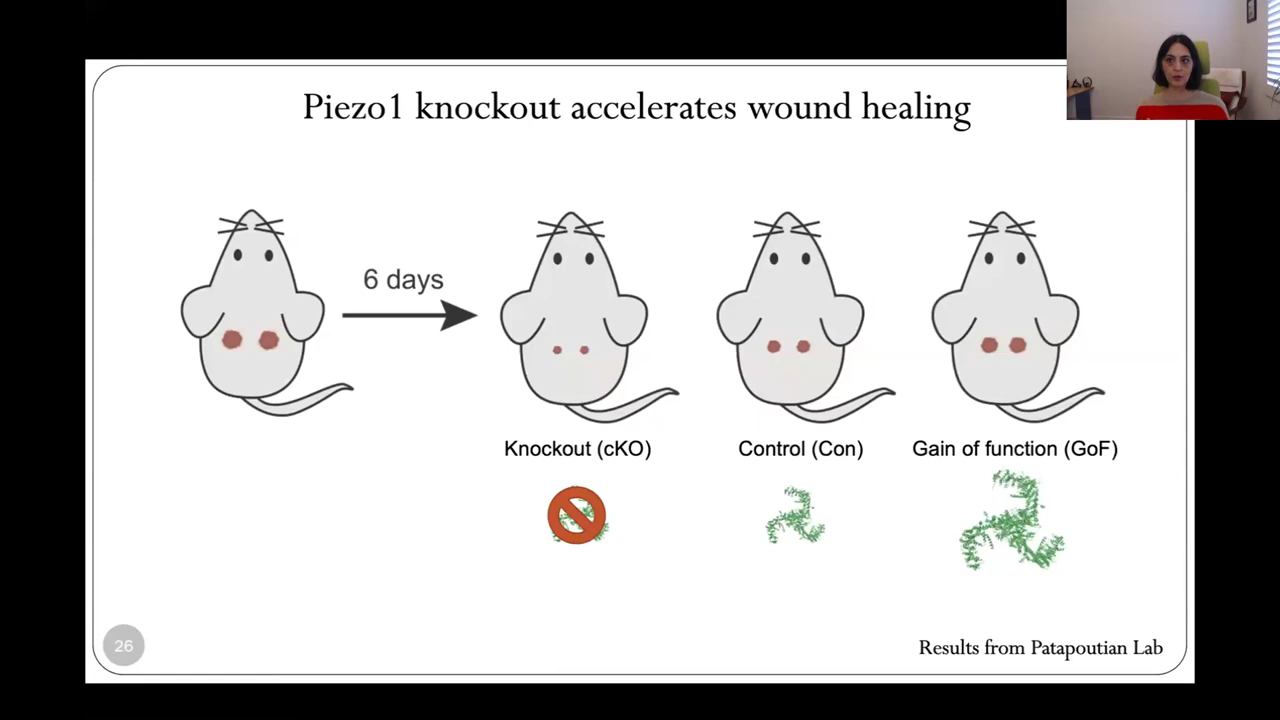 Piezo1 knockout accelerates wound healing
6 days
Knockout (cKO)
Control (Con)
Gain of function (GoF)
26
Results from Patapoutian Lab